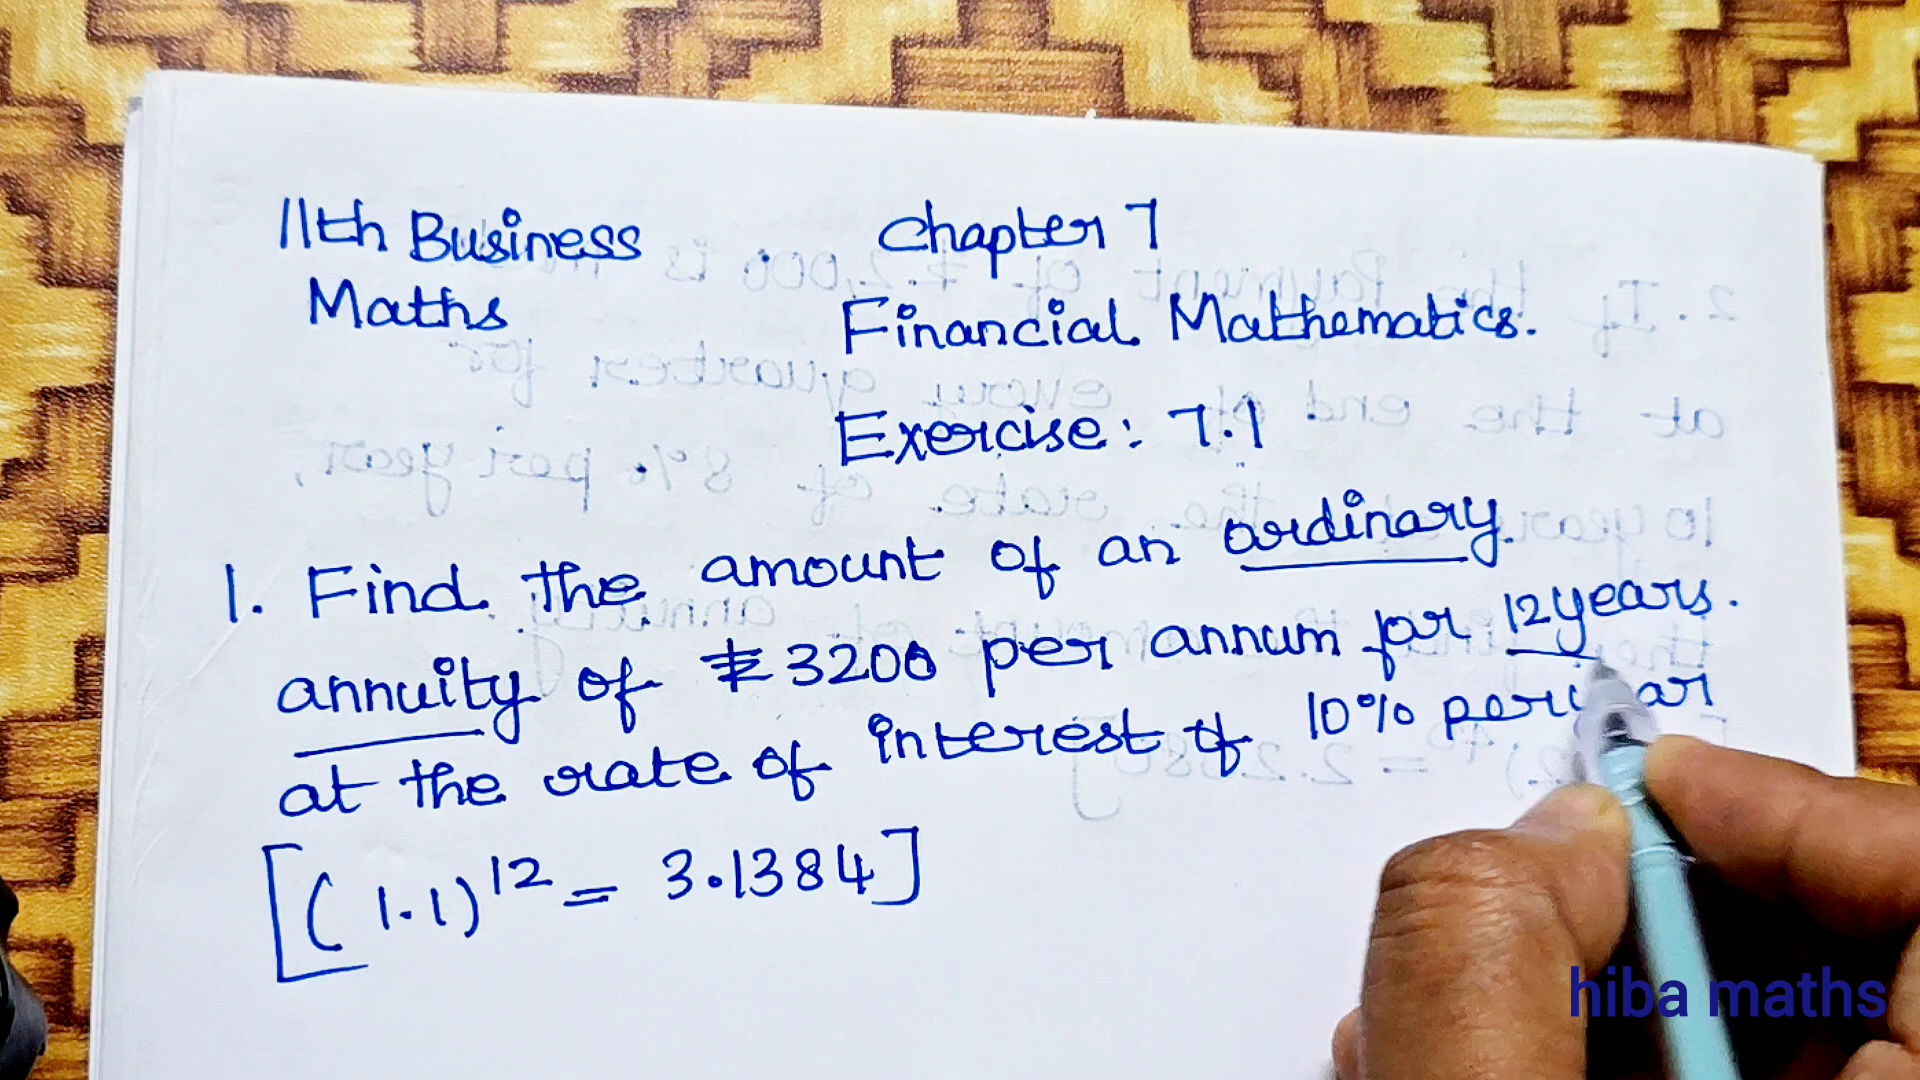 11th Business
Maths
Chapter 7
Financial Mathematics.
Exercise: 7.1
1. Find the amount of an ordinary
annuity of ₹ 3200 per annum for 12 years.
at the rate of interest of 10% per year
[(1.1)¹² = 3.1384]
hiba maths